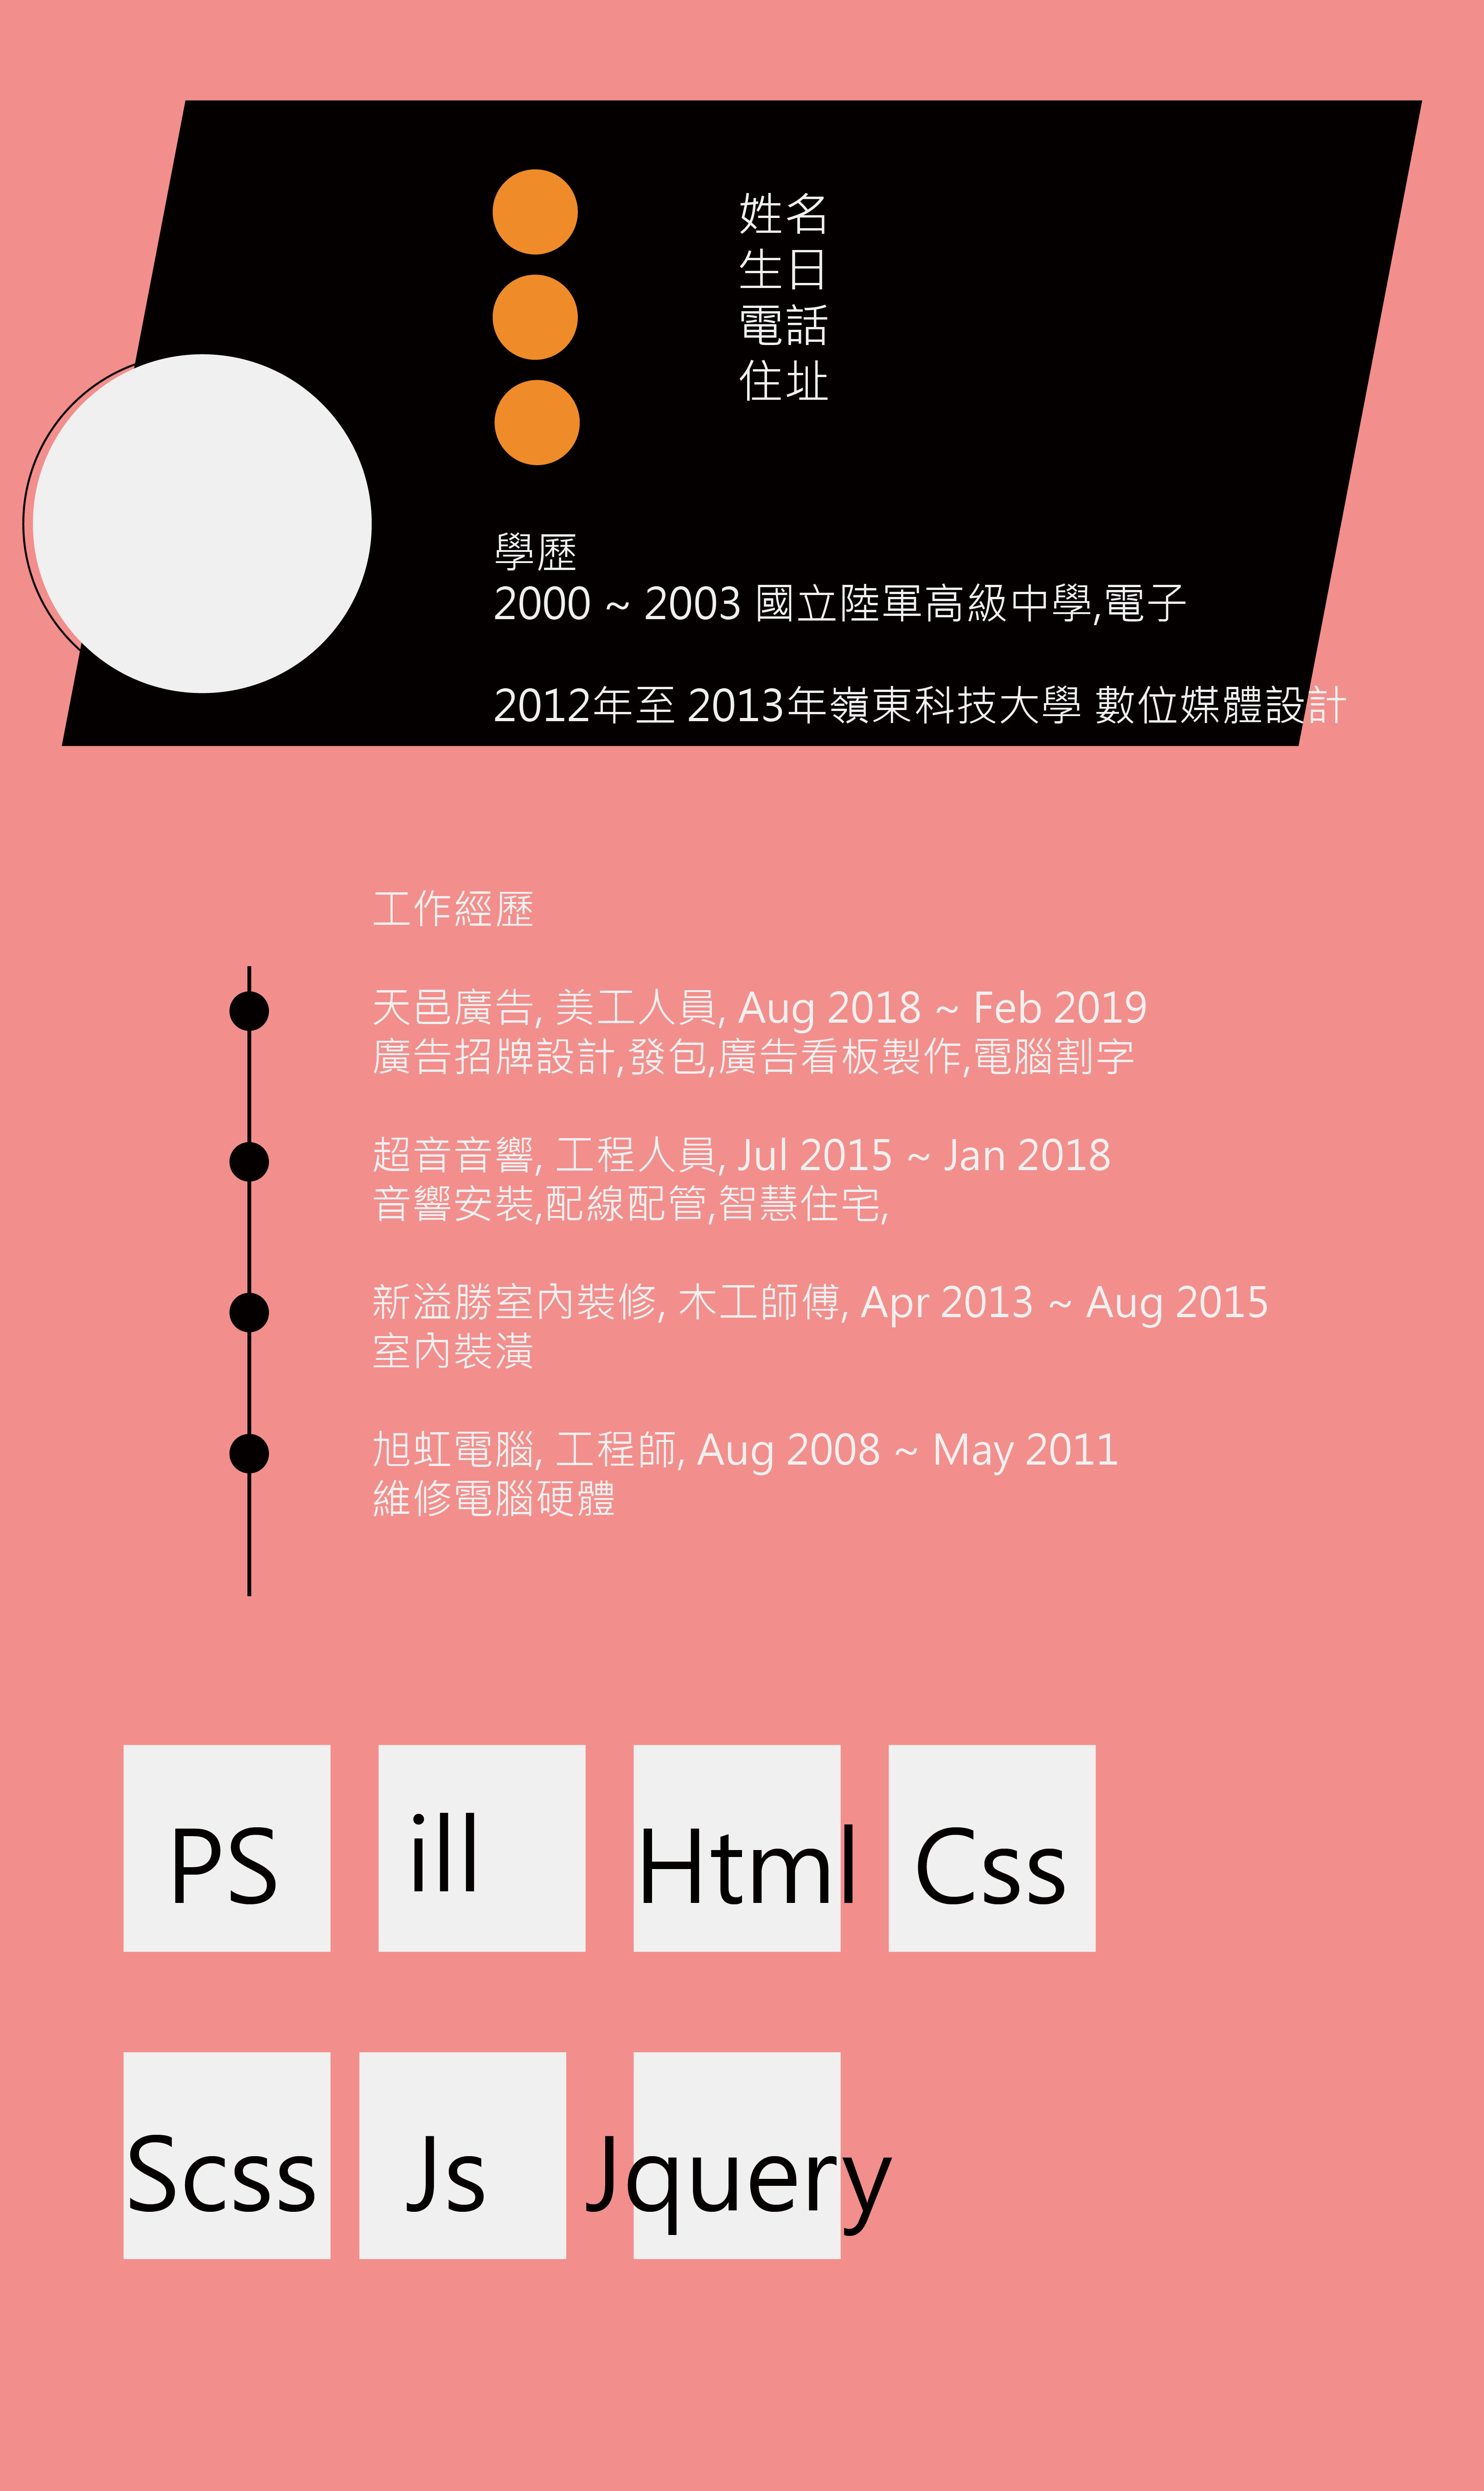 姓名
生日
電話
住址
學歷
2000 ~ 2003 國立陸軍高級中學,電子
2012年至 2013年嶺東科技大學 數位媒體設計
工作經歷
天邑廣告, 美工人員, Aug 2018 ~ Feb 2019
廣告招牌設計,發包,廣告看板製作,電腦割字
超音音響, 工程人員, Jul 2015 ~ Jan 2018
音響安裝,配線配管,智慧住宅,
新溢勝室內裝修, 木工師傅, Apr 2013 ~ Aug 2015
室內裝潢
旭虹電腦, 工程師, Aug 2008 ~ May 2011
維修電腦硬體
PS ill Html Css
Scss Js Jquery